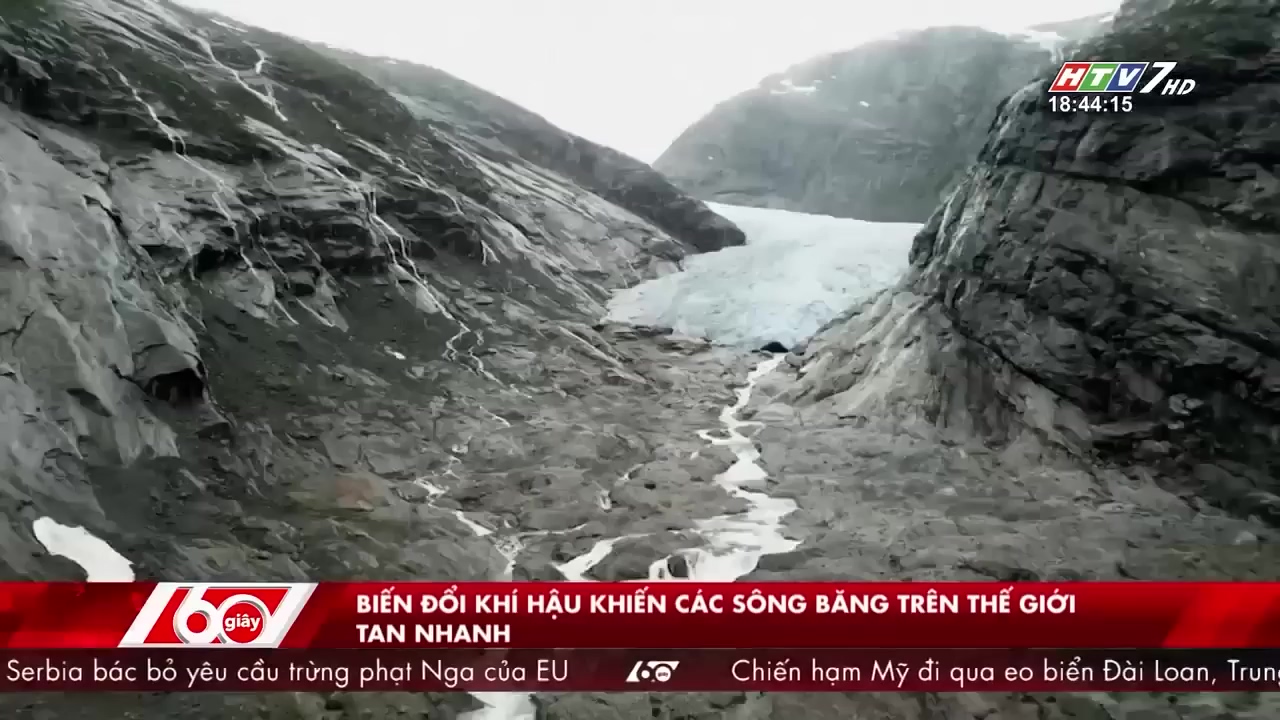 HTV7 HD
18:44:15
60 giây
BIẾN ĐỔI KHÍ HẬU KHIẾN CÁC SÔNG BĂNG TRÊN THẾ GIỚI
TAN NHANH
Serbia bác bỏ yêu cầu trừng phạt Nga của EU 60 giây Chiến hạm Mỹ đi qua eo biển Đài Loan,